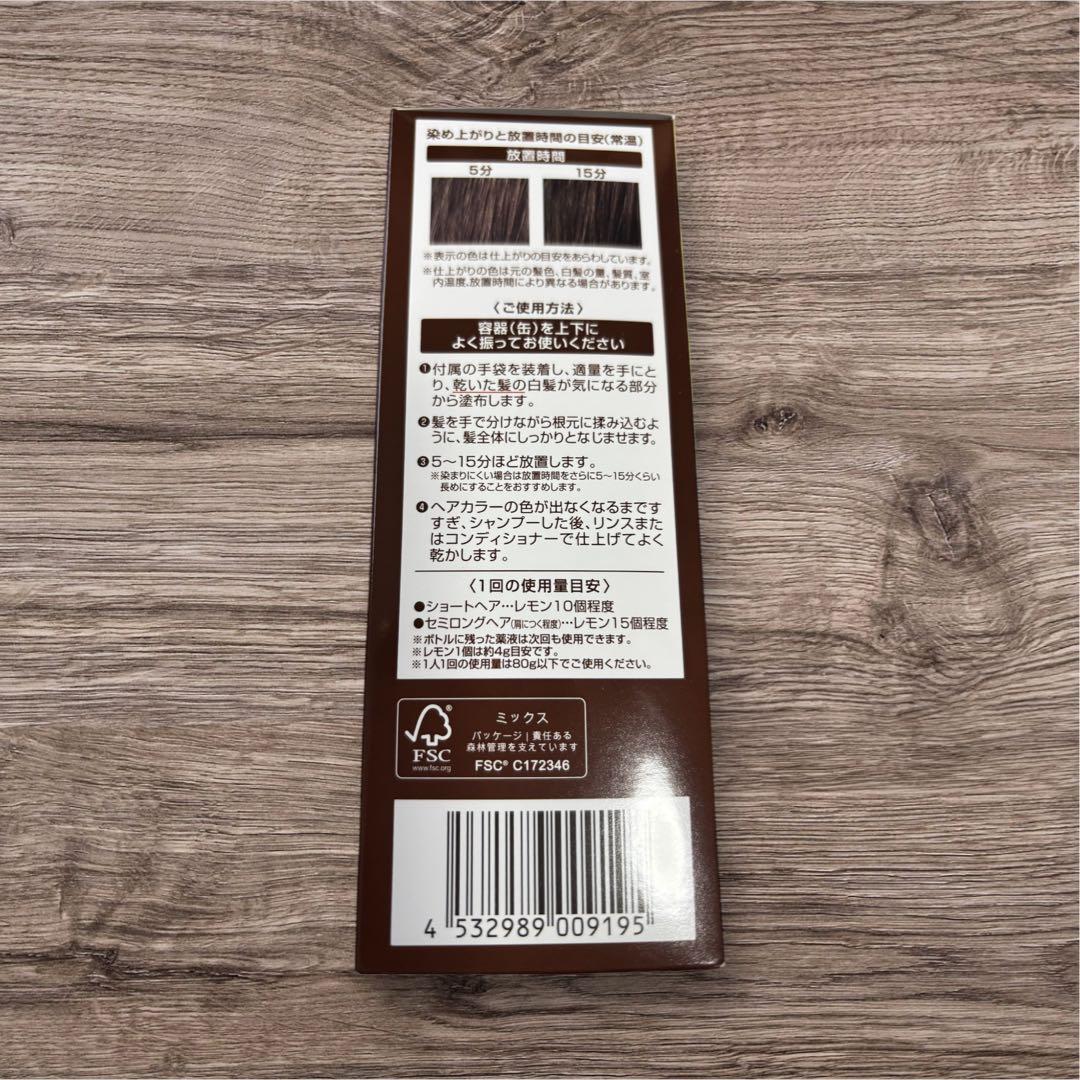 染め上がりと放置時間の目安(常温)
放置時間
5分 15分
※表示の色は仕上がりの目安をあらわしています。
※仕上がりの色は元の髪色、白髪の量、髪質、室
内温度、放置時間により異なる場合があります。
〈ご使用方法〉
容器(缶)を上下に
よく振ってお使いください
❶付属の手袋を装着し、適量を手にと
り、乾いた髪の白髪が気になる部分
から塗布します。
❷髪を手で分けながら根元に揉み込むよ
うに、髪全体にしっかりとなじませます。
❸5〜15分ほど放置します。
※染まりにくい場合は放置時間をさらに5〜15分くらい
長めにすることをおすすめします。
❹ヘアカラーの色が出なくなるまです
すぎ、シャンプーした後、リンスまた
はコンディショナーで仕上げてよく
乾かします。
〈1回の使用量目安〉
●ショートヘア…レモン10個程度
●セミロングヘア(肩につく程度)…レモン15個程度
※ボトルに残った薬液は次回も使用できます。
※レモン1個は約4g目安です。
※1人1回の使用量は80g以下でご使用ください。
FSC®
www.fsc.org
ミックス
パッケージ|責任ある
森林管理を支えています
FSC® C172346
4 532989 009195